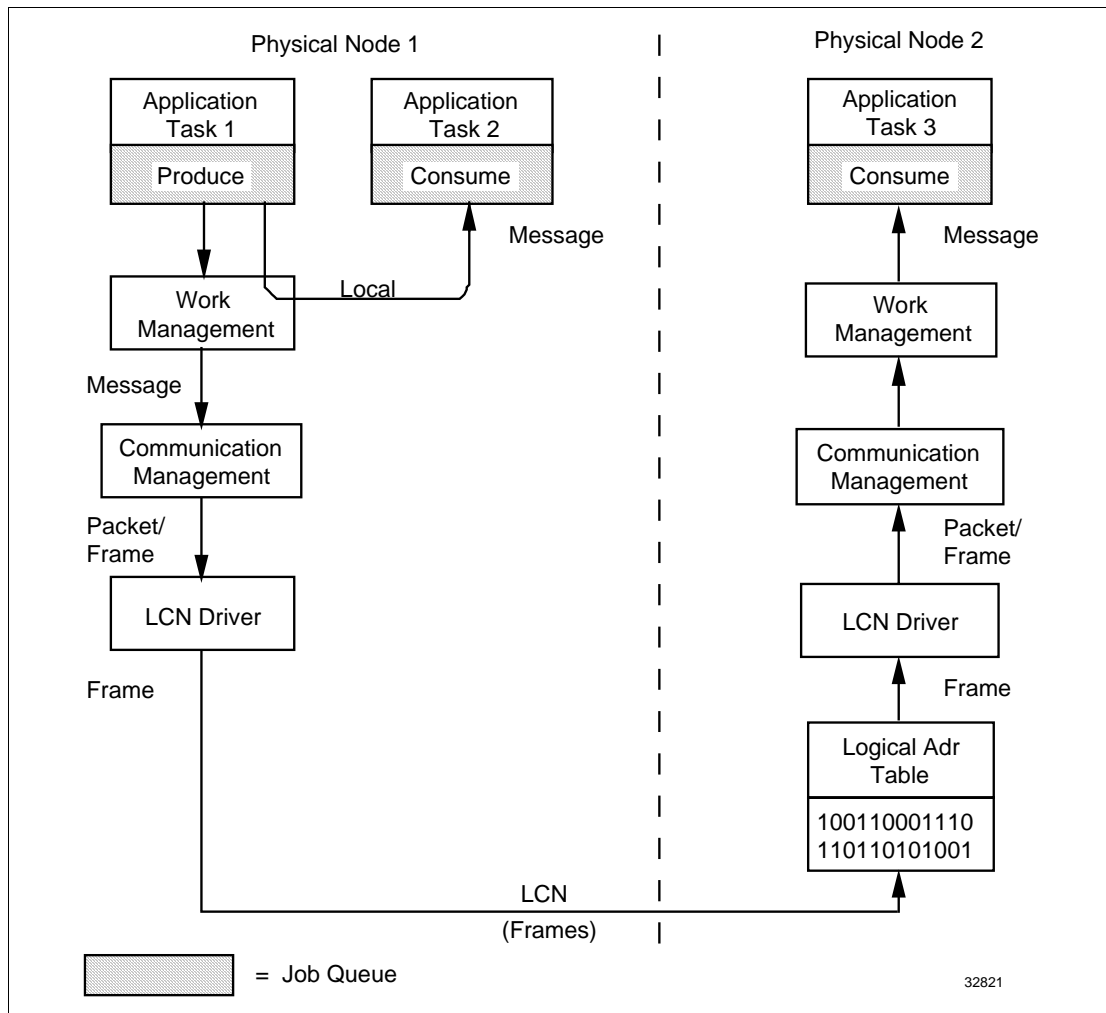 Physical Node 1
Physical Node 2
Application
Task 1
Produce
Application
Task 2
Consume
Application
Task 3
Consume
Message
Message
Local
Work
Management
Work
Management
Message
Communication
Management
Communication
Management
Packet/
Frame
Packet/
Frame
LCN Driver
LCN Driver
Frame
Frame
Logical Adr
Table
100110001110
110110101001
LCN
(Frames)
= Job Queue
32821